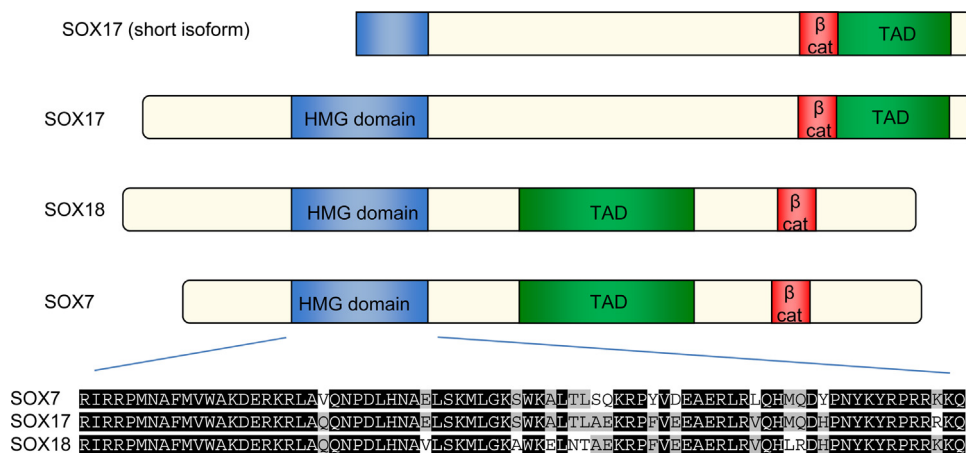 SOX17 (short isoform)
β
cat
TAD
SOX17
HMG domain
β
cat
TAD
SOX18
HMG domain
TAD
β
cat
SOX7
HMG domain
TAD
β
cat
SOX7 RIRRPMNAFMVWAKDERKRLAVQNPDLHNAELSKMLGKSWKALTLSQKRPYVDEAERLRLQHMQDYPNYKYRPRRKKQ
SOX17 RIRRPMNAFMVWAKDERKRLAQQNPDLHNAELSKMLGKSWKALTLAEKRPFVEEAERLRVQHMQDHPNYKYRPRRRKQ
SOX18 RIRRPMNAFMVWAKDERKRLAQQNPDLHNAVLSKMLGKAWKELNTAEKRPFVEEAERLRVQHLRDHPNYKYRPRRKKQ